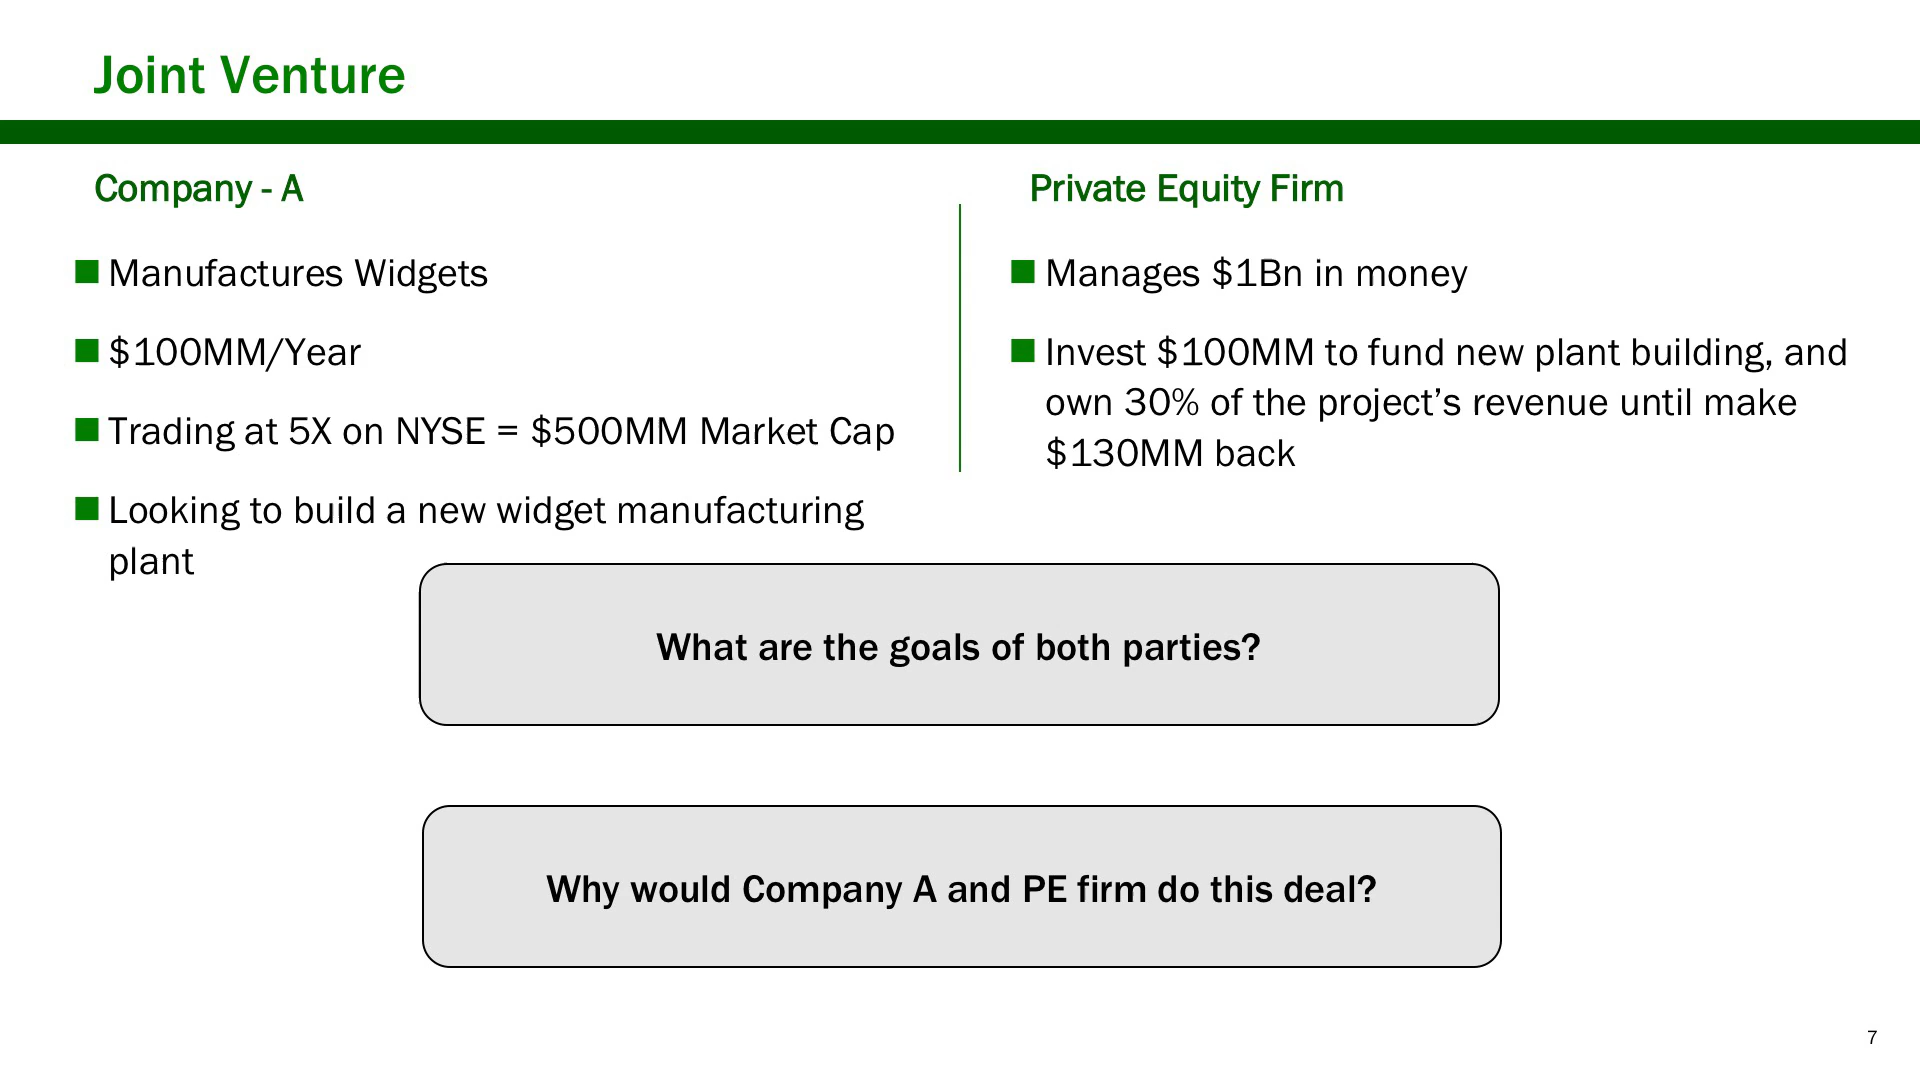 Joint Venture
Company - A
Manufactures Widgets
$100MM/Year
Trading at 5X on NYSE = $500MM Market Cap
Looking to build a new widget manufacturing
plant
Private Equity Firm
Manages $1Bn in money
Invest $100MM to fund new plant building, and
own 30% of the project’s revenue until make
$130MM back
What are the goals of both parties?
Why would Company A and PE firm do this deal?
7